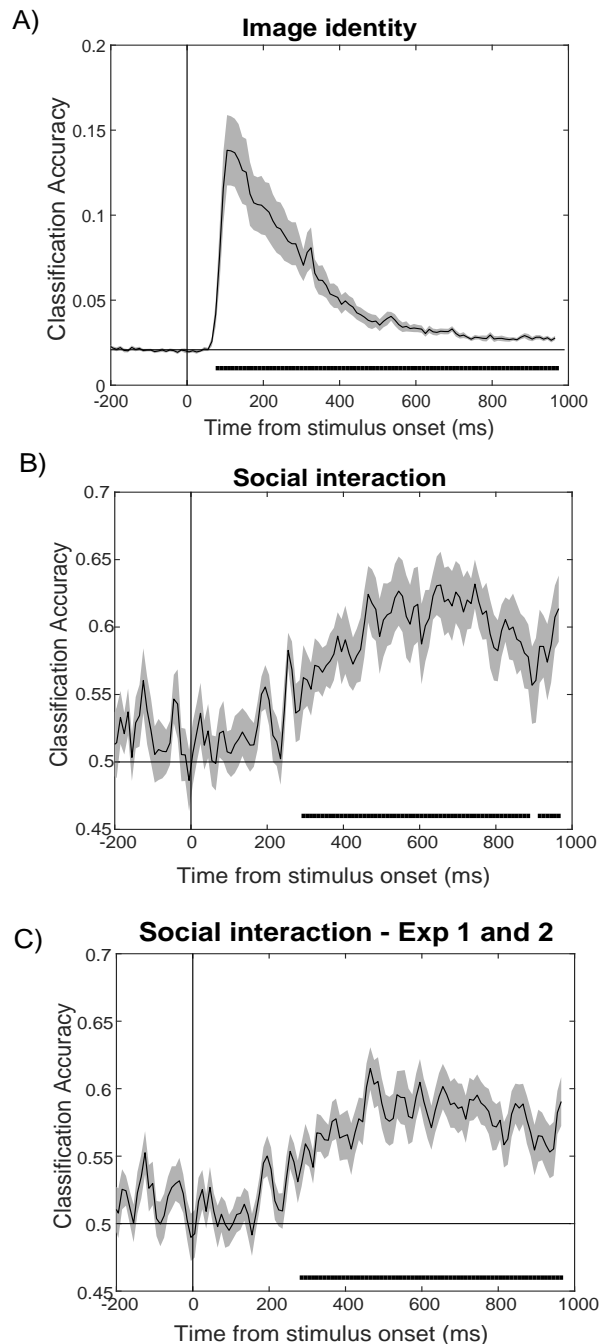 A)
Image identity
0.2
0.15
0.1
0.05
0
Classification Accuracy
-200 0 200 400 600 800 1000
Time from stimulus onset (ms)
B)
Social interaction
0.7
0.65
0.6
0.55
0.5
0.45
Classification Accuracy
-200 0 200 400 600 800 1000
Time from stimulus onset (ms)
C)
Social interaction - Exp 1 and 2
0.7
0.65
0.6
0.55
0.5
0.45
Classification Accuracy
-200 0 200 400 600 800 1000
Time from stimulus onset (ms)